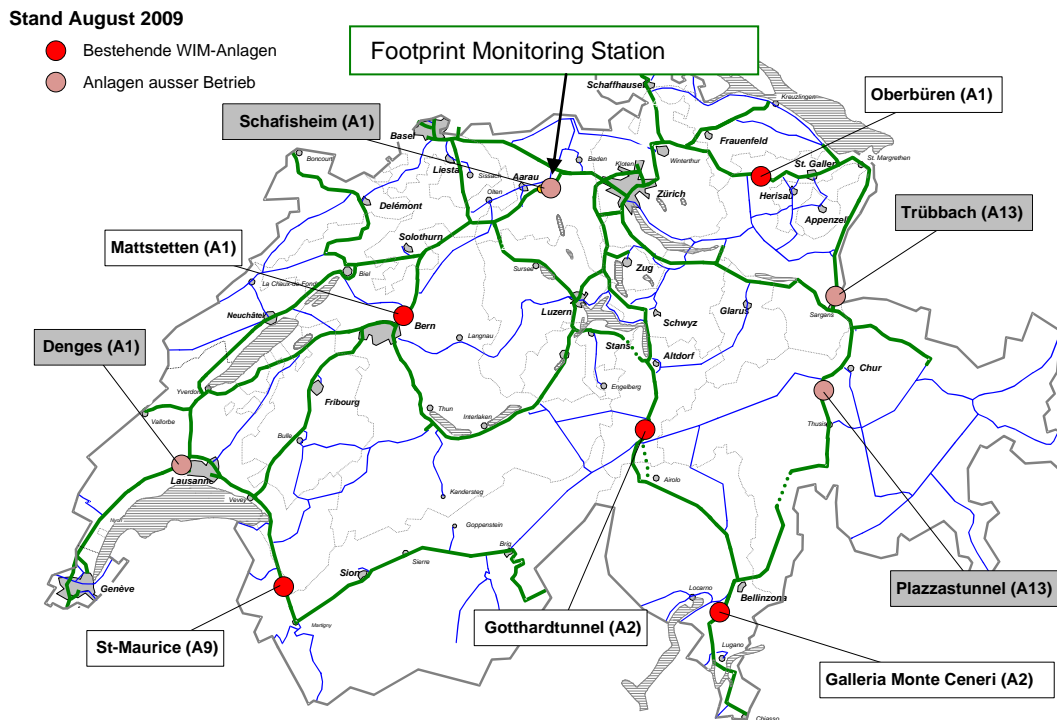 Stand August 2009
Bestehende WIM-Anlagen
Anlagen ausser Betrieb
Footprint Monitoring Station
Schaffhausen
Kreuzlingen
Oberbüren (A1)
Schafisheim (A1)
Basel
Frauenfeld
Boncourt
Liestal
Sissach
Baden
Kloten
Winterthur
St. Gallen
St. Margrethen
Aarau
Olten
Zürich
Herisau
Delémont
Appenzell
Trübbach (A13)
Mattstetten (A1)
Solothurn
Biel
Sursee
Zug
La Chaux-de-Fonds
Sargans
Neuchâtel
Bern
Luzern
Schwyz
Glarus
Langnau
Stans
Denges (A1)
Altdorf
Chur
Yverdon
Fribourg
Engelberg
Vallorbe
Thun
Interlaken
Thusis
Bulle
Lausanne
Airolo
Vevey
Kandersteg
Nyon
Goppenstein
Brig
Sierre
Sion
Genève
Locarno
Bellinzona
Plazzastunnel (A13)
Martigny
St-Maurice (A9)
Gotthardtunnel (A2)
Lugano
Galleria Monte Ceneri (A2)
Chiasso